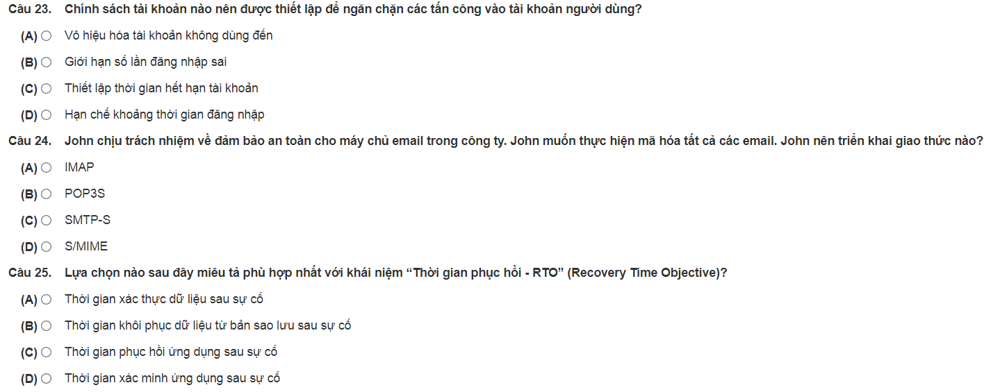 Câu 23. Chính sách tài khoản nào nên được thiết lập để ngăn chặn các tấn công vào tài khoản người dùng?
(A) Vô hiệu hóa tài khoản không dùng đến
(B) Giới hạn số lần đăng nhập sai
(C) Thiết lập thời gian hết hạn tài khoản
(D) Hạn chế khoảng thời gian đăng nhập
Câu 24. John chịu trách nhiệm về đảm bảo an toàn cho máy chủ email trong công ty. John muốn thực hiện mã hóa tất cả các email. John nên triển khai giao thức nào?
(A) IMAP
(B) POP3S
(C) SMTP-S
(D) S/MIME
Câu 25. Lựa chọn nào sau đây miêu tả phù hợp nhất với khái niệm “Thời gian phục hồi - RTO” (Recovery Time Objective)?
(A) Thời gian xác thực dữ liệu sau sự cố
(B) Thời gian khôi phục dữ liệu từ bản sao lưu sau sự cố
(C) Thời gian phục hồi ứng dụng sau sự cố
(D) Thời gian xác minh ứng dụng sau sự cố